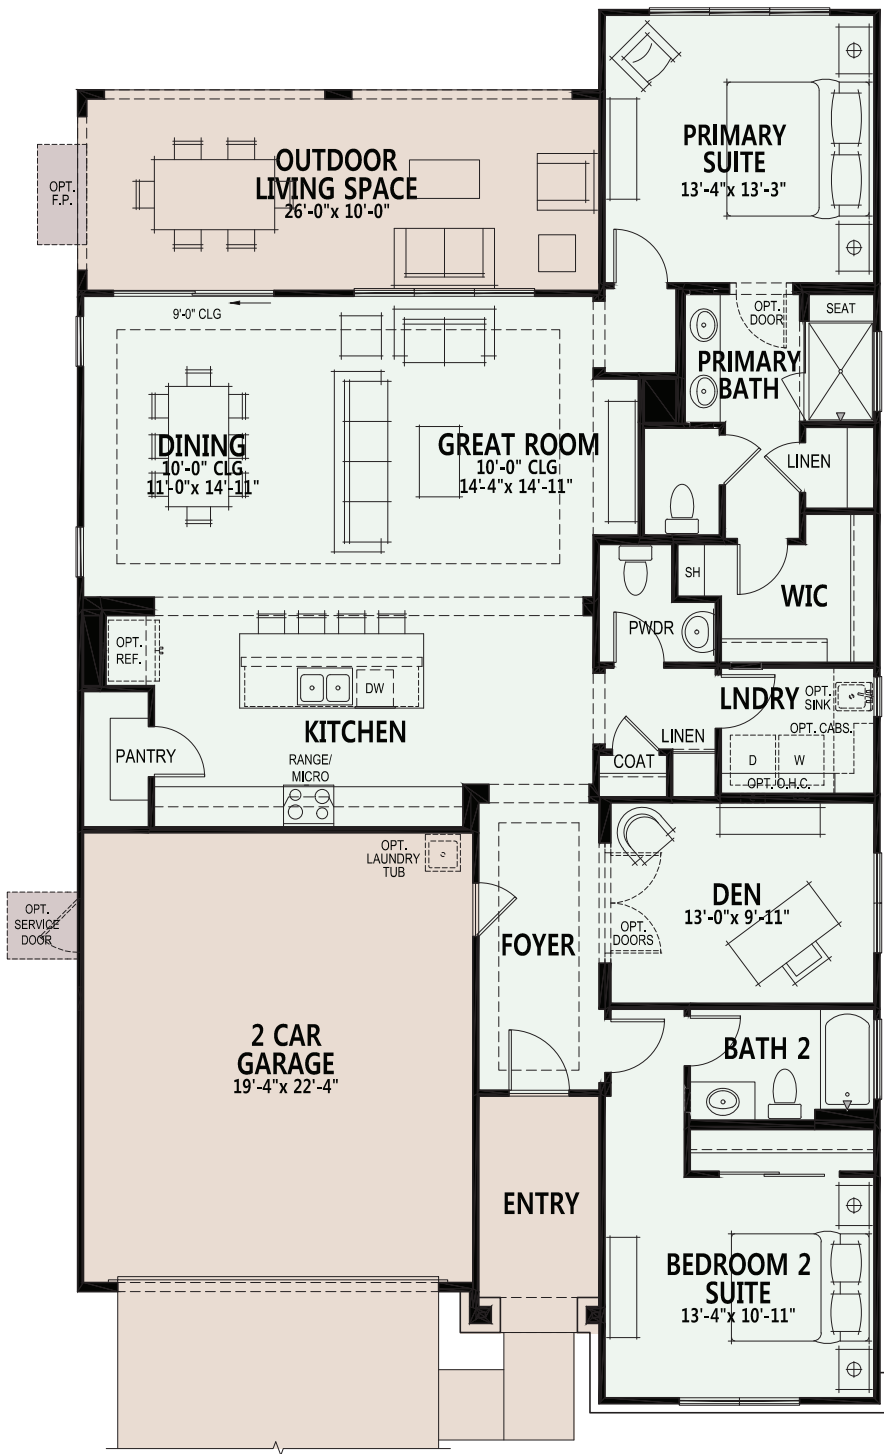 PRIMARY
SUITE
13'-4"x 13'-3"
OUTDOOR
LIVING SPACE
26'-0"x 10'-0"
OPT.
F.P.
9'-0" CLG
OPT.
DOOR
SEAT
PRIMARY
BATH
DINING
10'-0" CLG
11'-0"x 14'-11"
GREAT ROOM
10'-0" CLG
14'-4"x 14'-11"
LINEN
SH
WIC
OPT.
REF.
PWDR
DW
KITCHEN
LNDRY
OPT.
SINK
OPT. CABS.
PANTRY
RANGE/
MICRO
LINEN
COAT
D
W
OPT.O.H.C.
OPT.
LAUNDRY
TUB
OPT.
SERVICE
DOOR
FOYER
OPT.
DOORS
DEN
13'-0"x 9'-11"
2 CAR
GARAGE
19'-4"x 22'-4"
BATH 2
ENTRY
BEDROOM 2
SUITE
13'-4"x 10'-11"